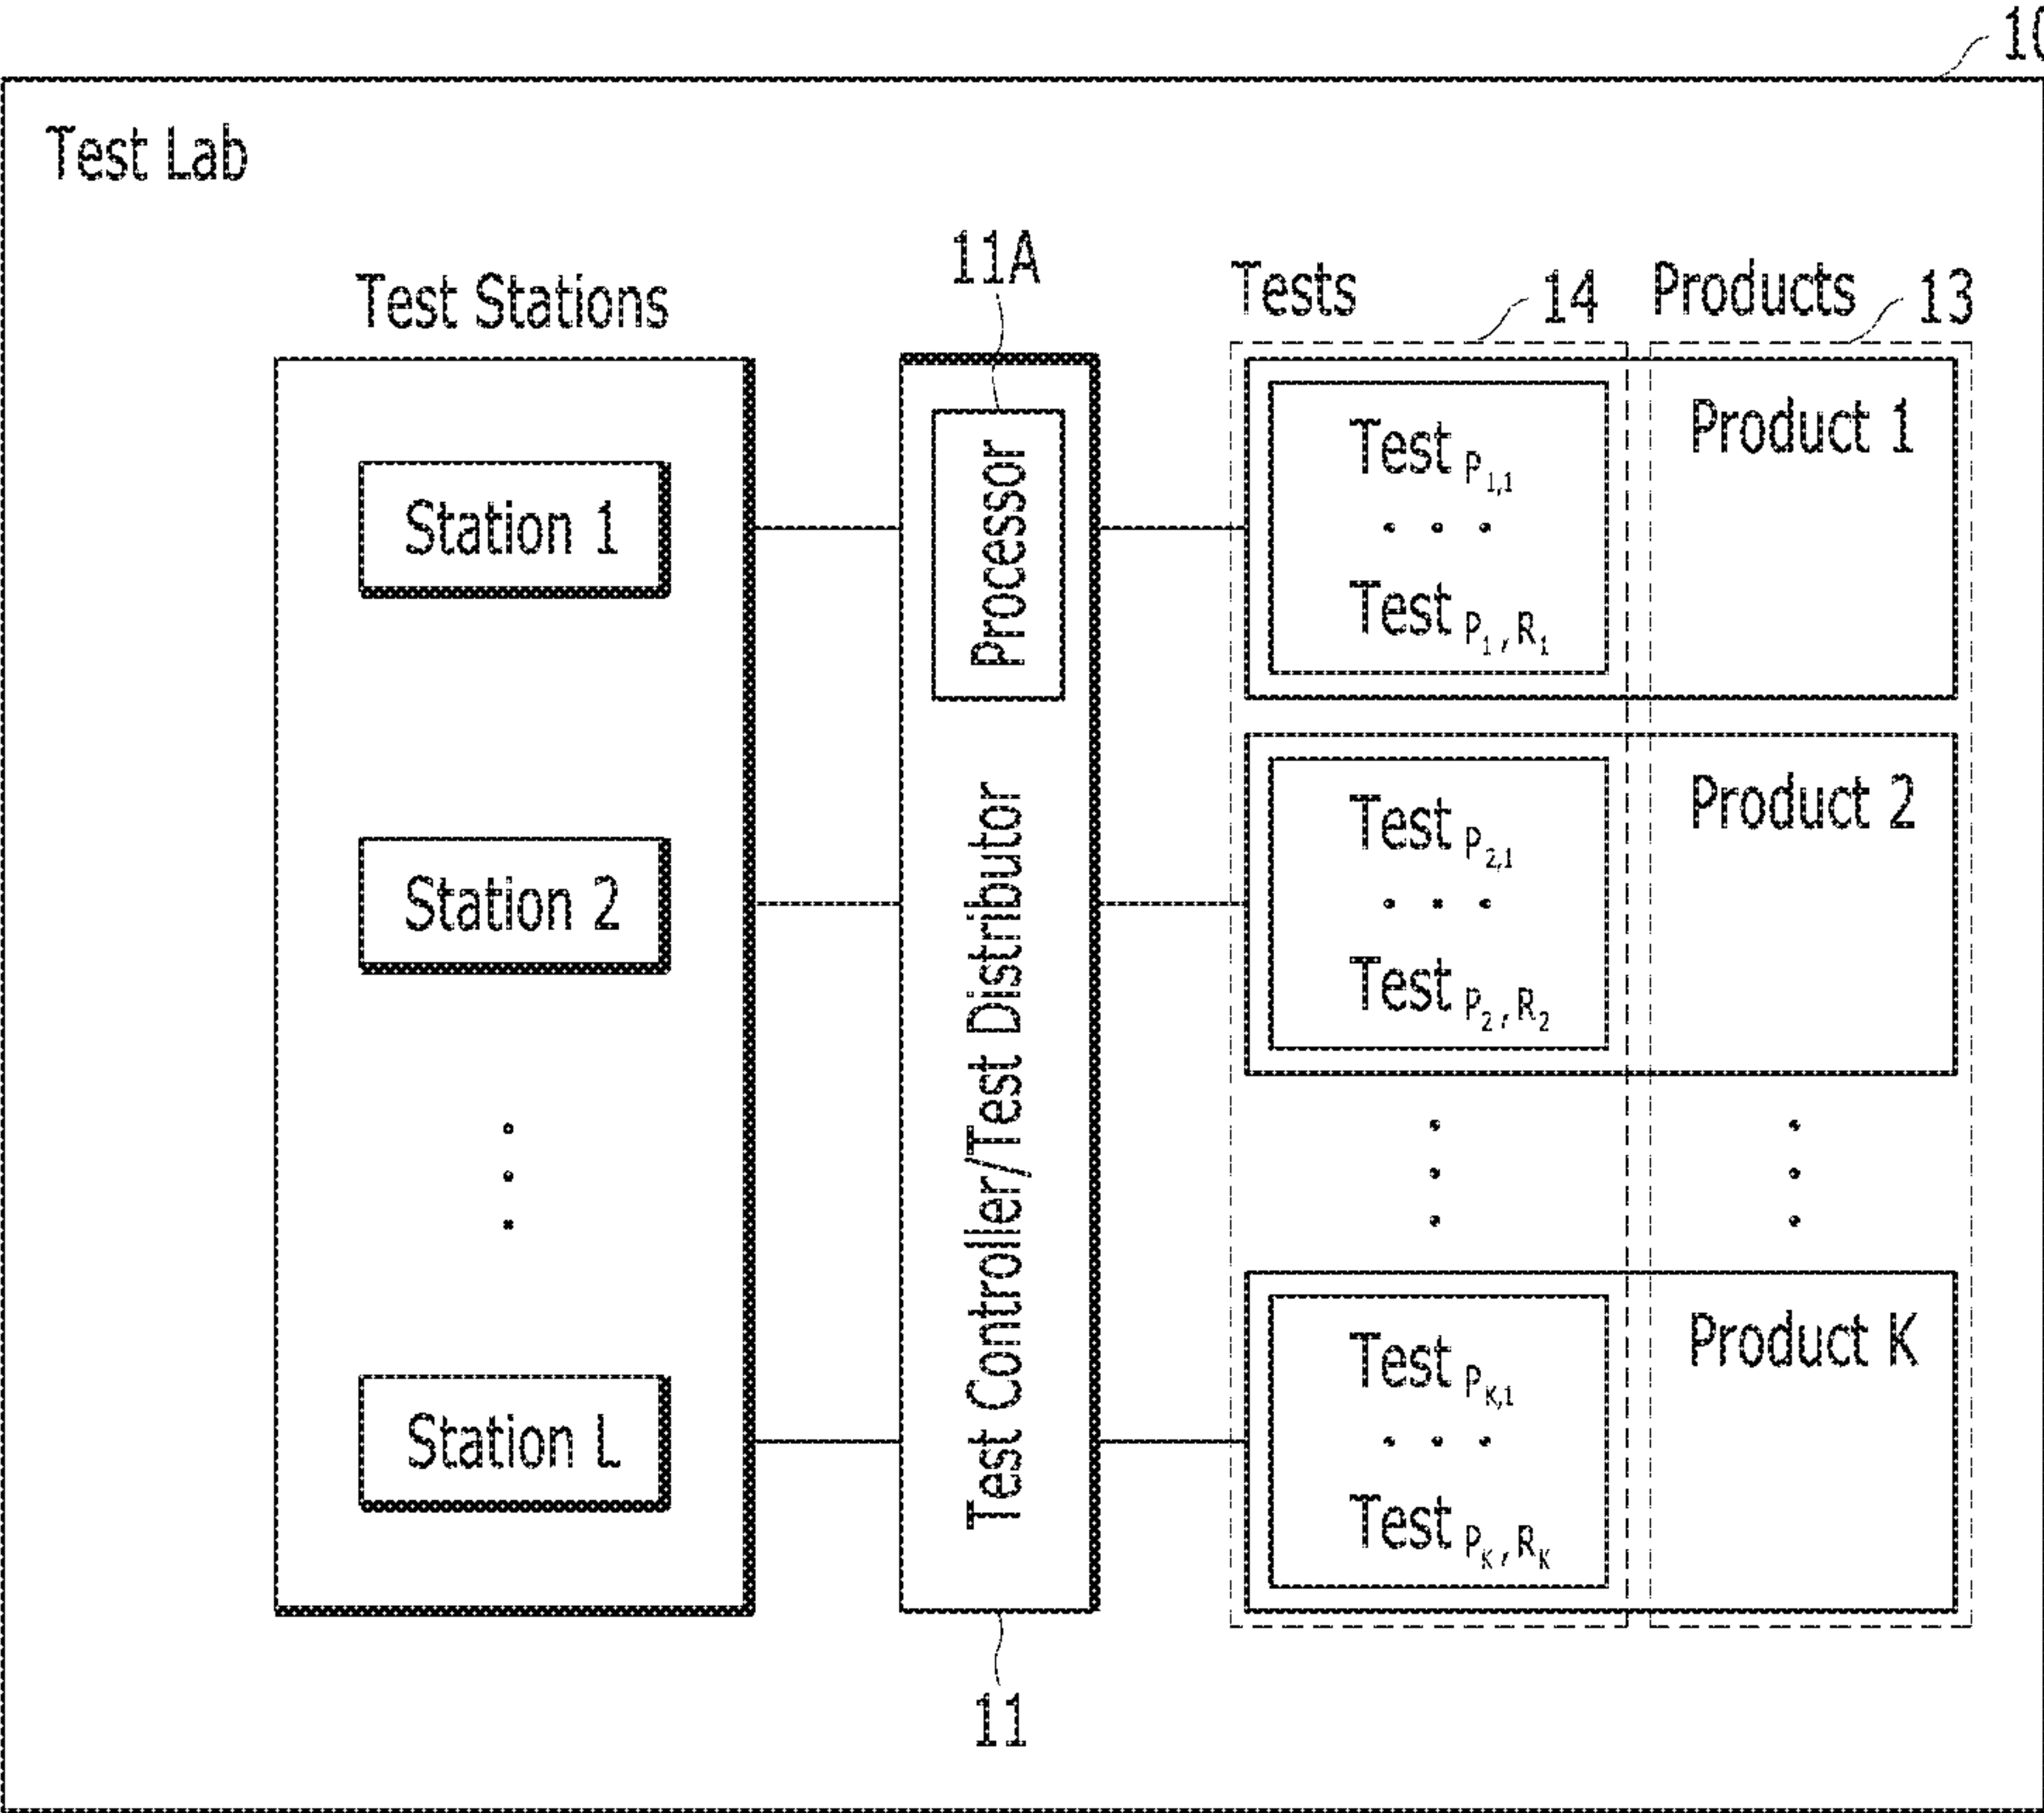 10
Test Lab
Test Stations
11A
Tests
14
Products
13
Station 1
Station 2
Station L
Processor
Test Controller/Test Distributor
11
Test P1,1
Test P1, R1
Product 1
Test P2,1
Test P2, R2
Product 2
Test PK,1
Test PK, RK
Product K